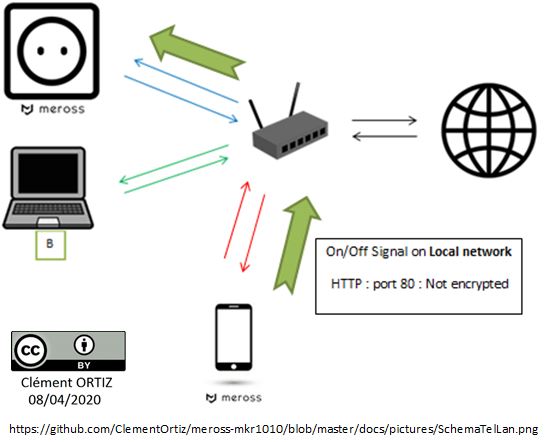 meross
B
On/Off Signal on Local network
HTTP : port 80 : Not encrypted
cc
BY
Clément ORTIZ
08/04/2020
meross
https://github.com/ClementOrtiz/meross-mkr1010/blob/master/docs/pictures/SchemaTelLan.png